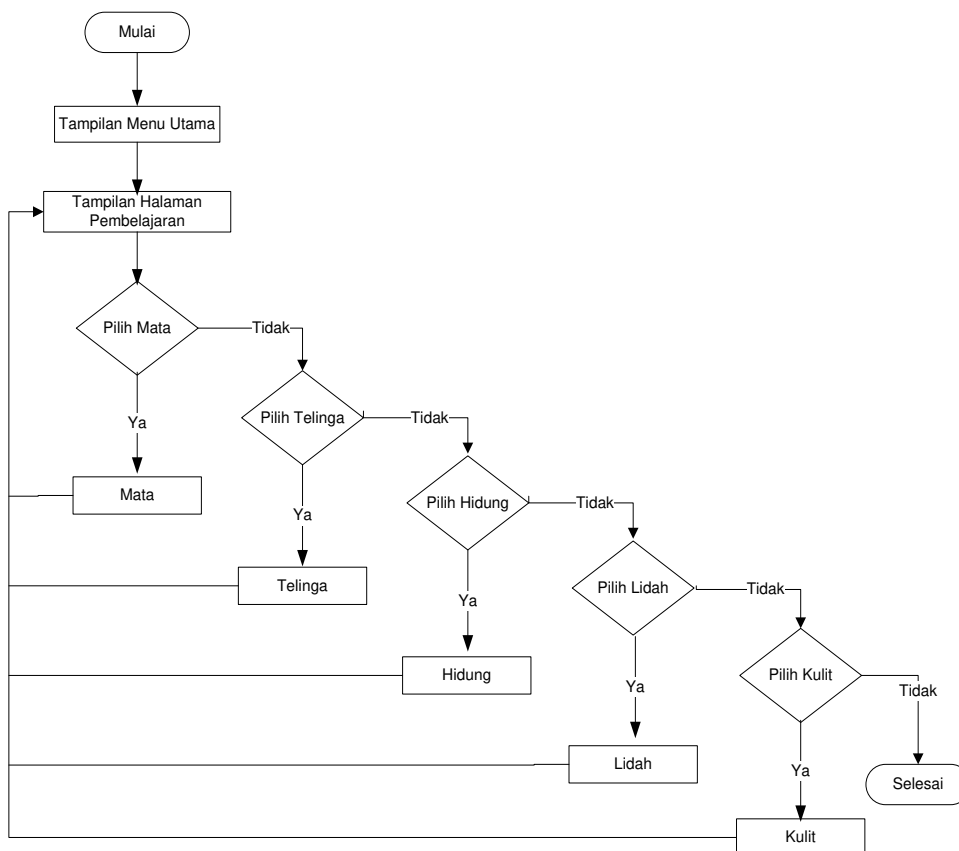 Mulai
Tampilan Menu Utama
Tampilan Halaman
Pembelajaran
Pilih Mata
Tidak
Ya
Mata
Pilih Telinga
Tidak
Ya
Telinga
Pilih Hidung
Tidak
Ya
Hidung
Pilih Lidah
Tidak
Ya
Lidah
Pilih Kulit
Tidak
Ya
Selesai
Kulit